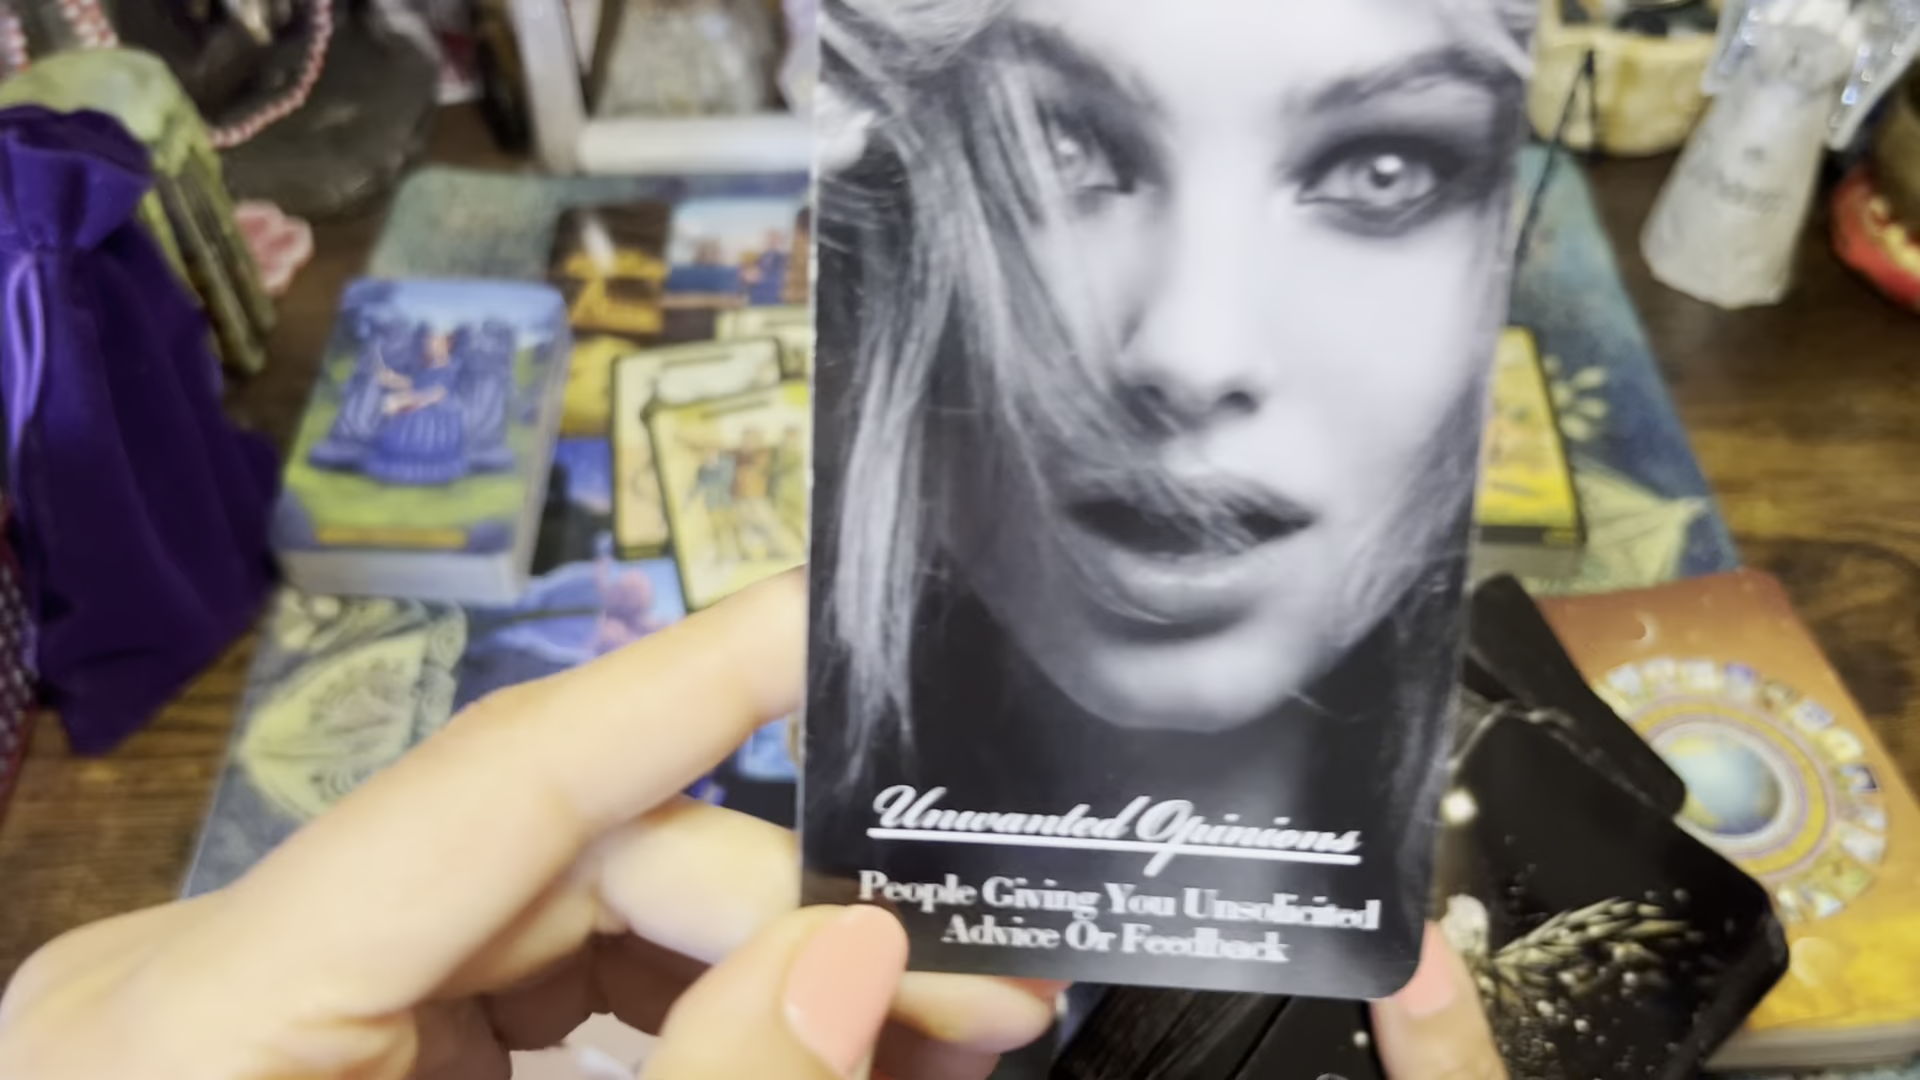 Unwanted Opinions
People Giving You Unsolicited
Advice Or Feedback